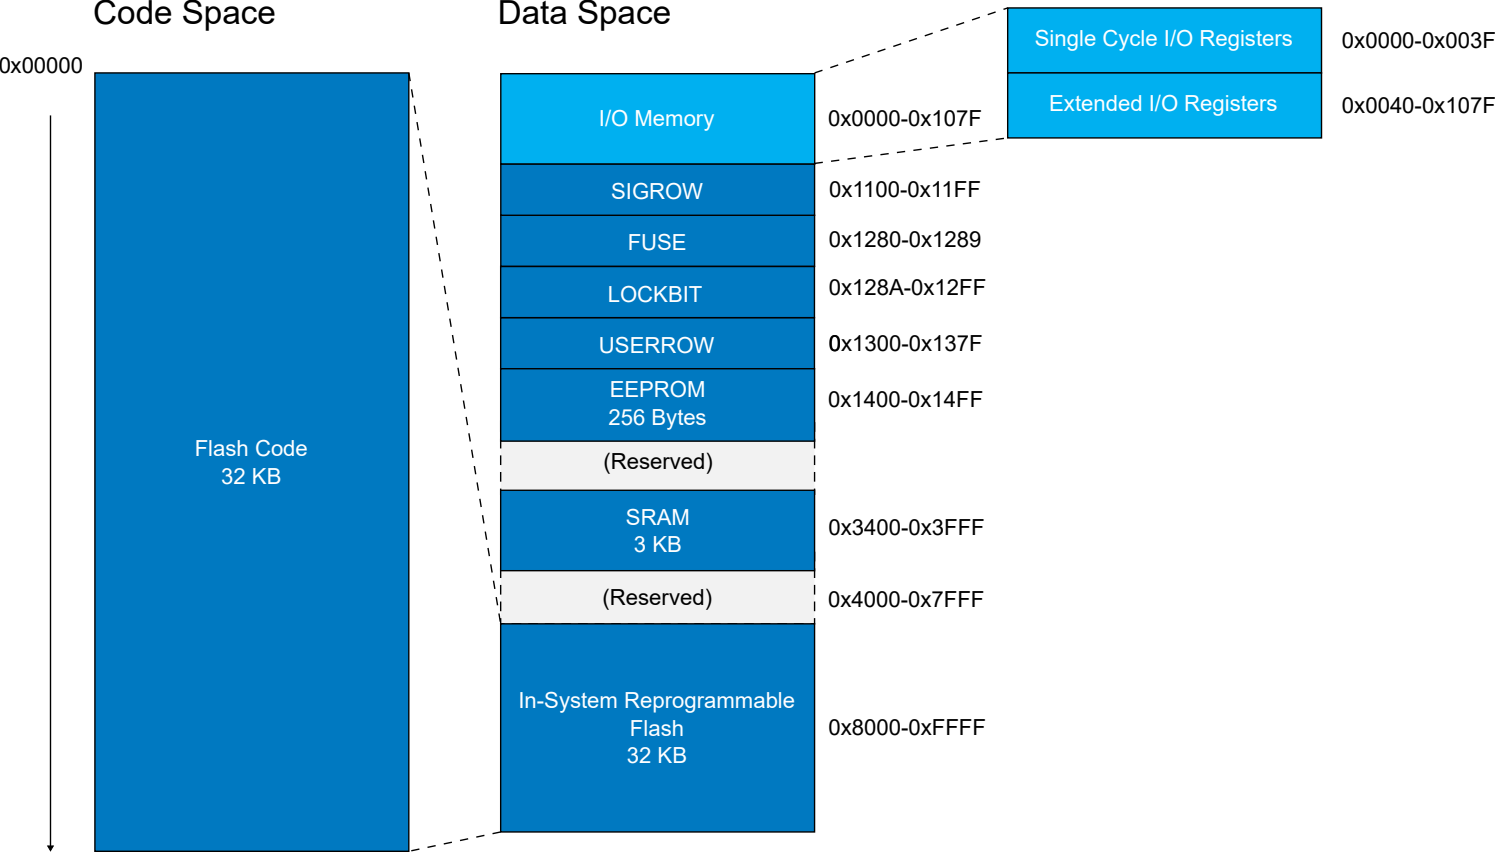 Code Space
Data Space
0x00000
Flash Code
32 KB
I/O Memory
0x0000-0x107F
SIGROW
0x1100-0x11FF
FUSE
0x1280-0x1289
LOCKBIT
0x128A-0x12FF
USERROW
0x1300-0x137F
EEPROM
256 Bytes
0x1400-0x14FF
(Reserved)
SRAM
3 KB
0x3400-0x3FFF
(Reserved)
0x4000-0x7FFF
In-System Reprogrammable
Flash
32 KB
0x8000-0xFFFF
Single Cycle I/O Registers
0x0000-0x003F
Extended I/O Registers
0x0040-0x107F